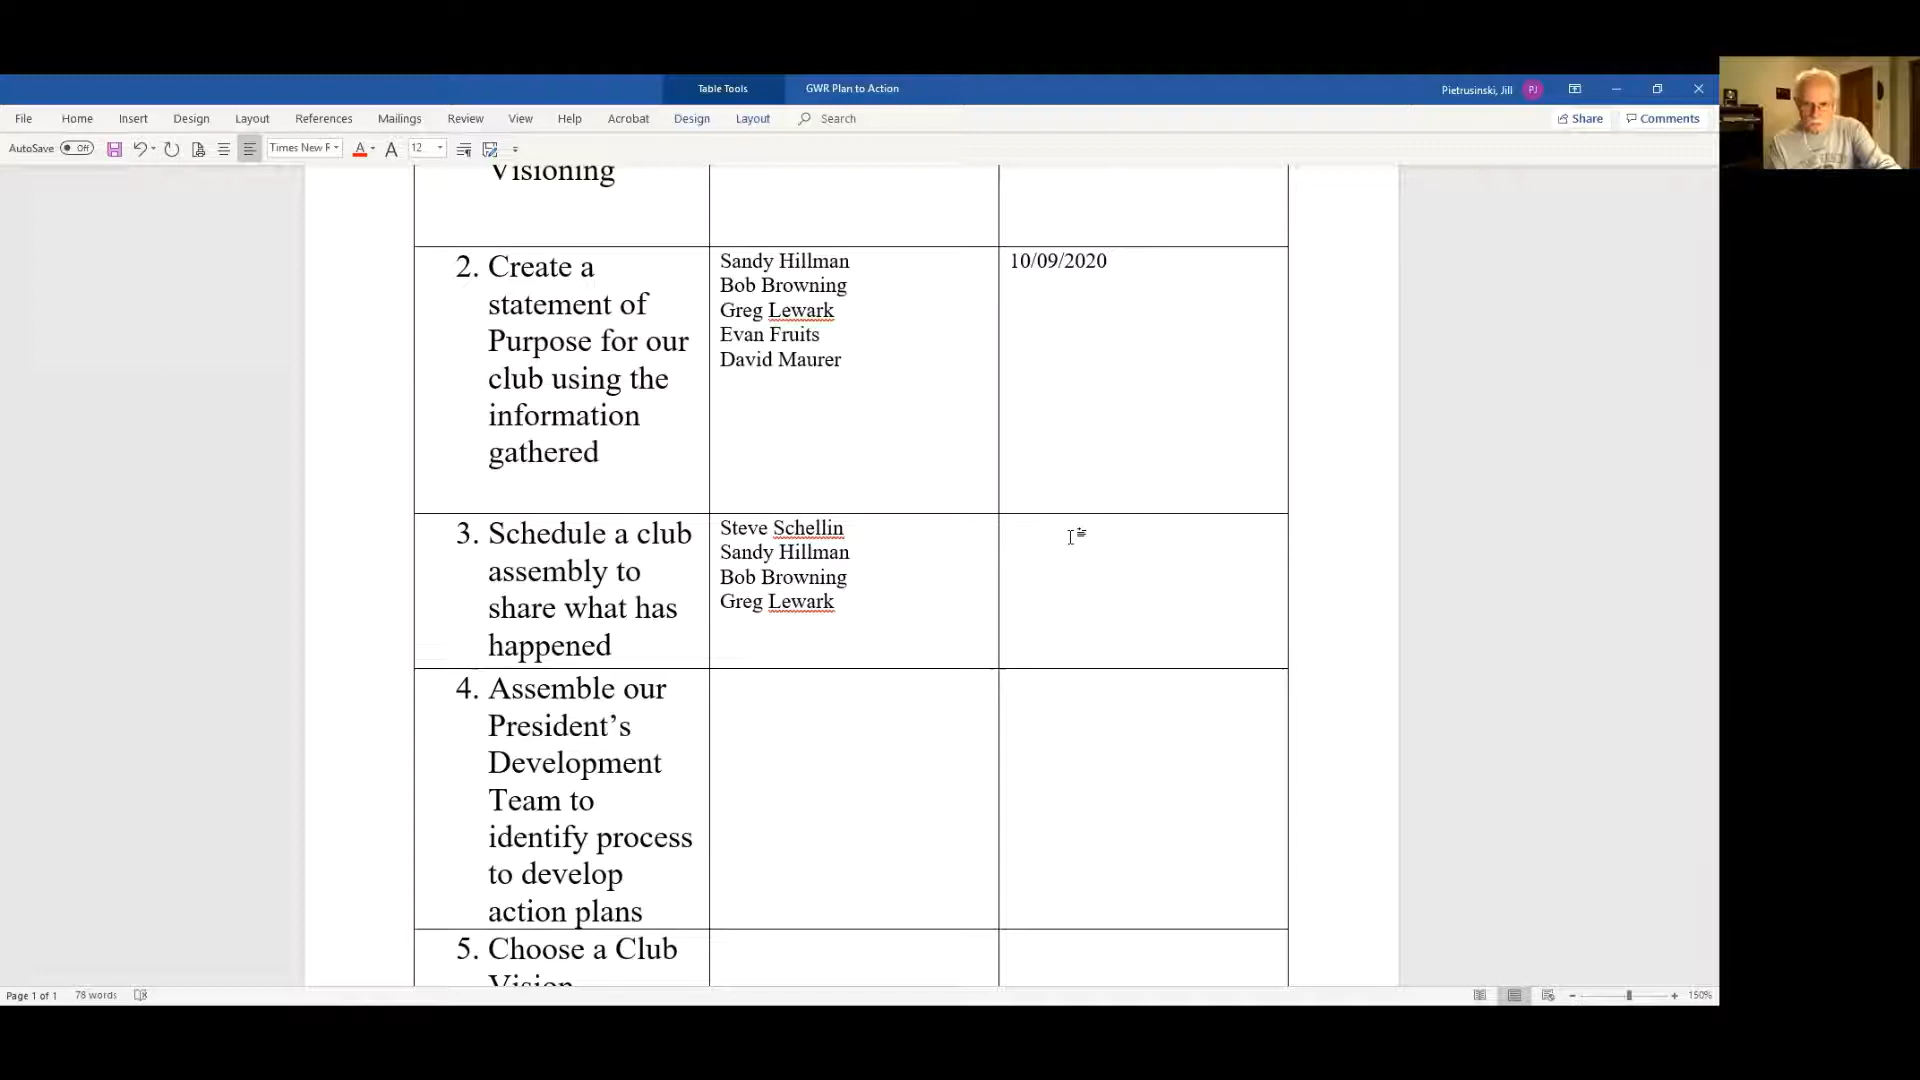 Table Tools
GWR Plan to Action
Pietrusinski, Jill PJ
File Home Insert Design Layout References Mailings Review View Help Acrobat Design Layout Search
Share Comments
AutoSave Off
Times New F 12
Visioning
2. Create a
statement of
Purpose for our
club using the
information
gathered
Sandy Hillman
Bob Browning
Greg Lewark
Evan Fruits
David Maurer
10/09/2020
3. Schedule a club
assembly to
share what has
happened
Steve Schellin
Sandy Hillman
Bob Browning
Greg Lewark
4. Assemble our
President’s
Development
Team to
identify process
to develop
action plans
5. Choose a Club
Vision
Page 1 of 1 78 words
150%